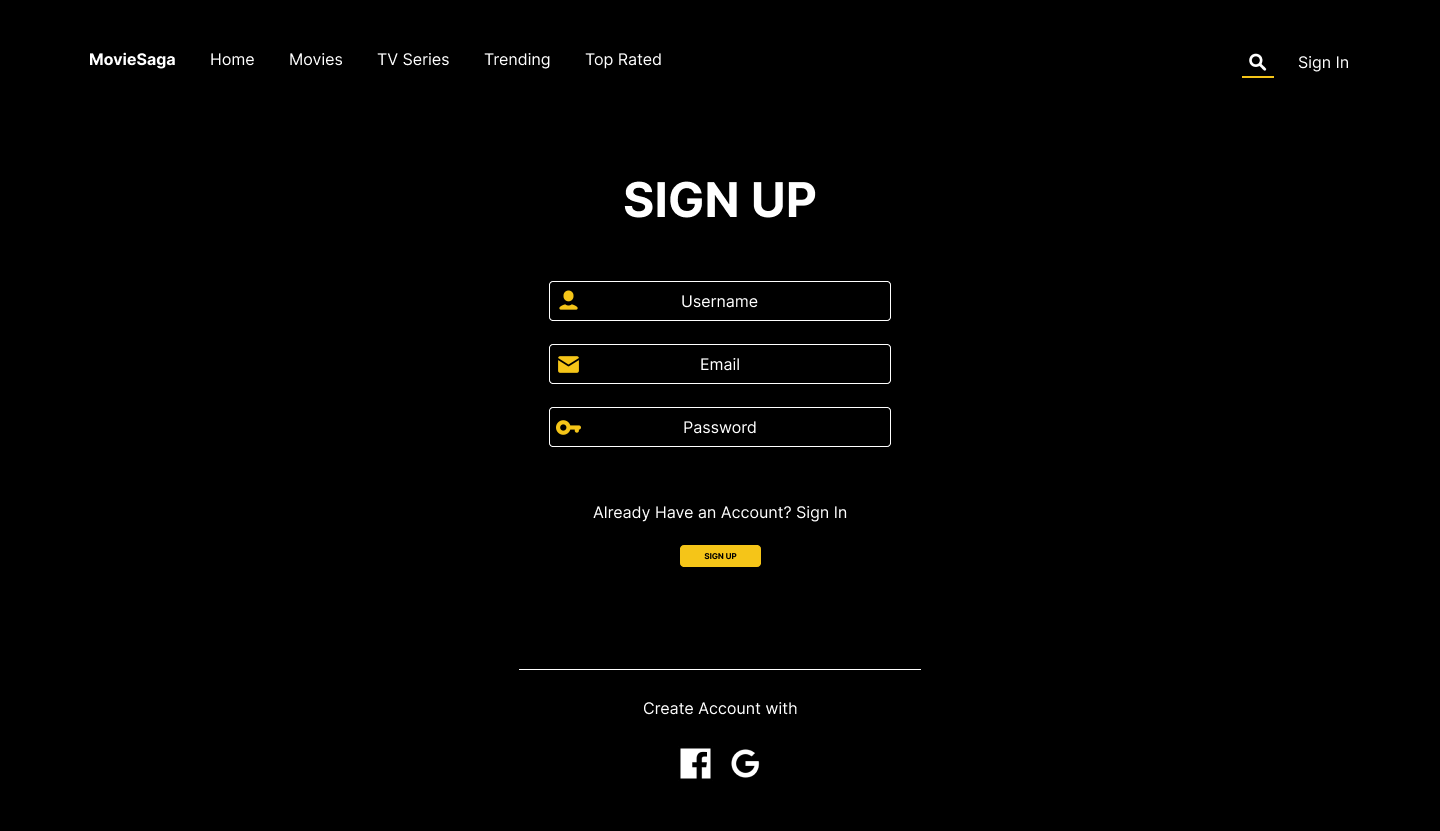 MovieSaga Home Movies TV Series Trending Top Rated Sign In
SIGN UP
Username
Email
Password
Already Have an Account? Sign In
SIGN UP
Create Account with